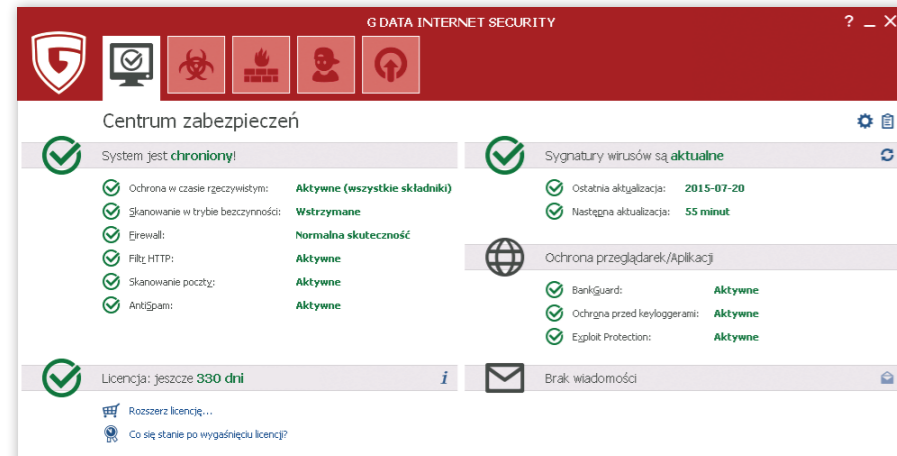 G DATA INTERNET SECURITY
Centrum zabezpieczeń
System jest chroniony!
Ochrona w czasie rzeczywistym: Aktywne (wszystkie składniki)
Skanowanie w trybie bezczynności: Wstrzymane
Firewall: Normalna skuteczność
Filtr HTTP: Aktywne
Skanowanie poczty: Aktywne
AntiSpam: Aktywne
Licencja: jeszcze 330 dni
Rozszerz licencję...
Co się stanie po wygaśnięciu licencji?
Sygnatury wirusów są aktualne
Ostatnia aktualizacja: 2015-07-20
Następna aktualizacja: 55 minut
Ochrona przeglądarek/Aplikacji
BankGuard: Aktywne
Ochrona przed keyloggerami: Aktywne
Exploit Protection: Aktywne
Brak wiadomości